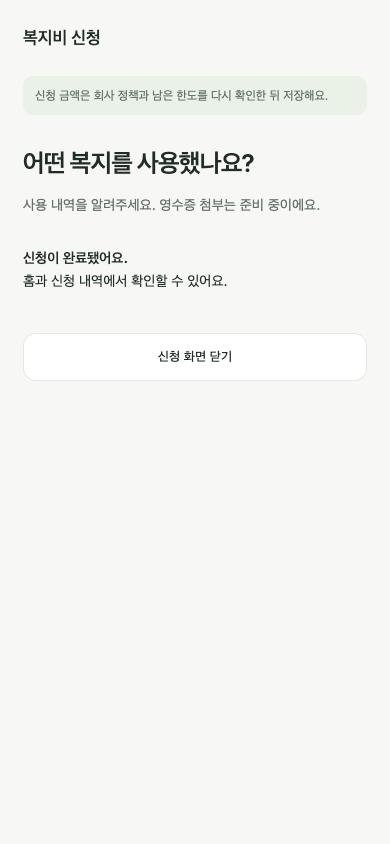 복지비 신청
신청 금액은 회사 정책과 남은 한도를 다시 확인한 뒤 저장해요.
어떤 복지를 사용했나요?
사용 내역을 알려주세요. 영수증 첨부는 준비 중이에요.
신청이 완료됐어요.
홈과 신청 내역에서 확인할 수 있어요.
신청 화면 닫기